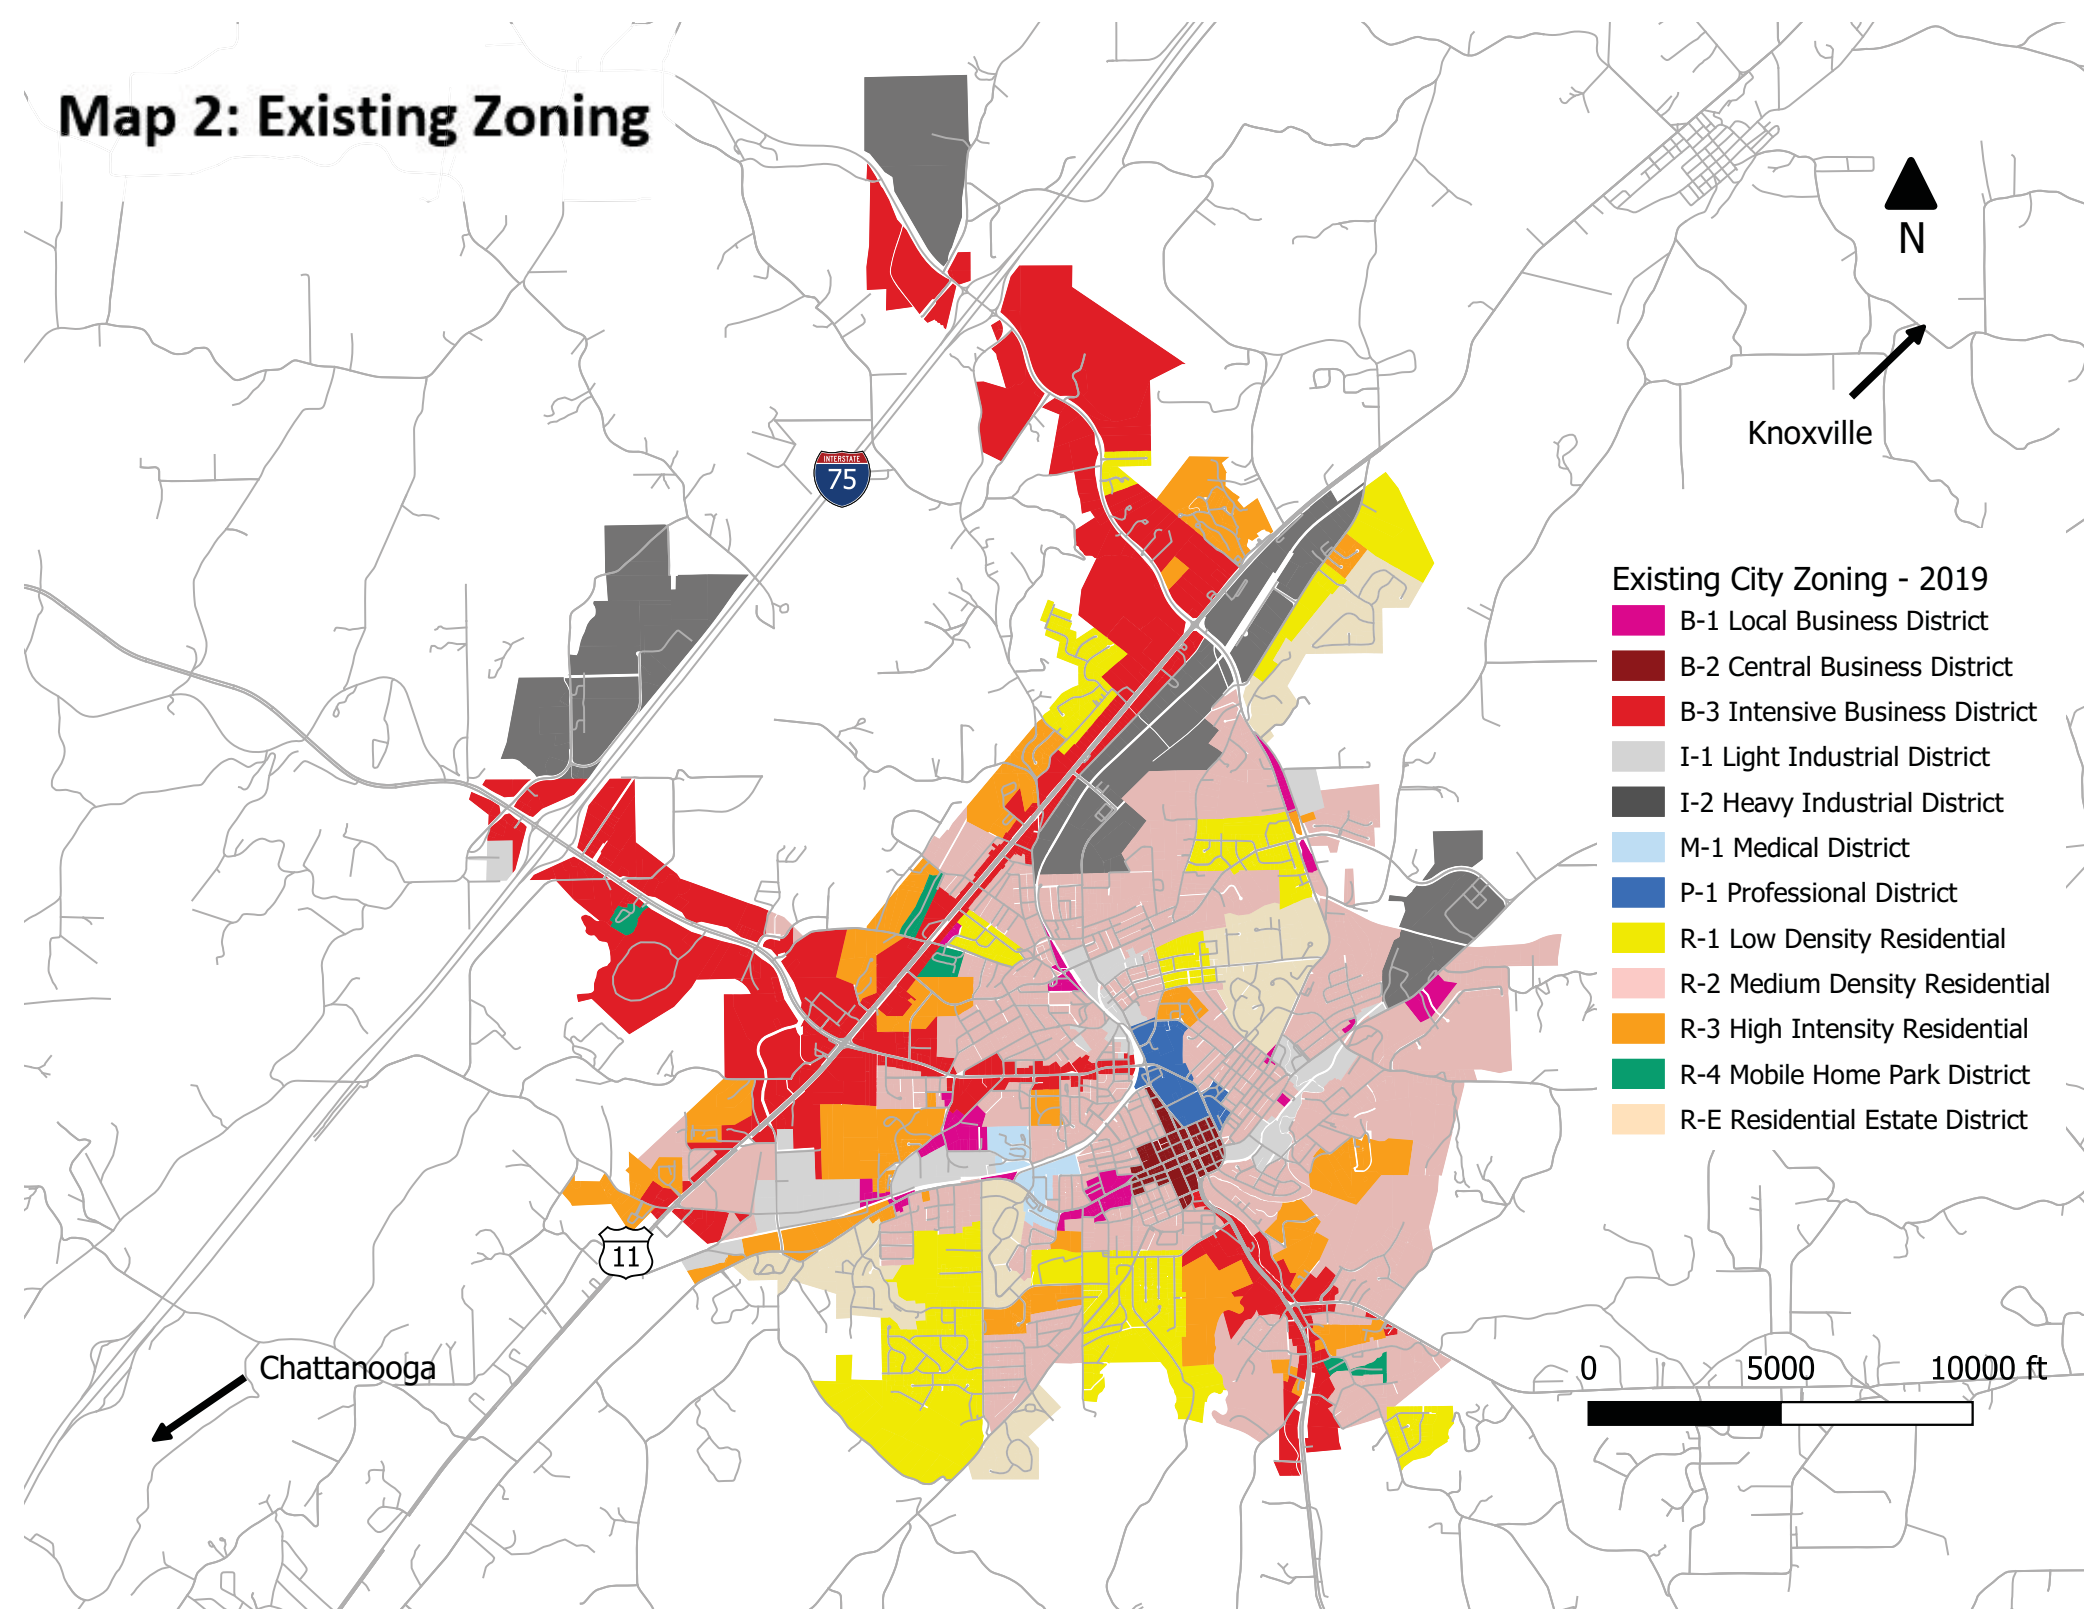 Map 2: Existing Zoning
N
Knoxville
INTERSTATE
75
Existing City Zoning - 2019
B-1 Local Business District
B-2 Central Business District
B-3 Intensive Business District
I-1 Light Industrial District
I-2 Heavy Industrial District
M-1 Medical District
P-1 Professional District
R-1 Low Density Residential
R-2 Medium Density Residential
R-3 High Intensity Residential
R-4 Mobile Home Park District
R-E Residential Estate District
11
Chattanooga
0 5000 10000 ft